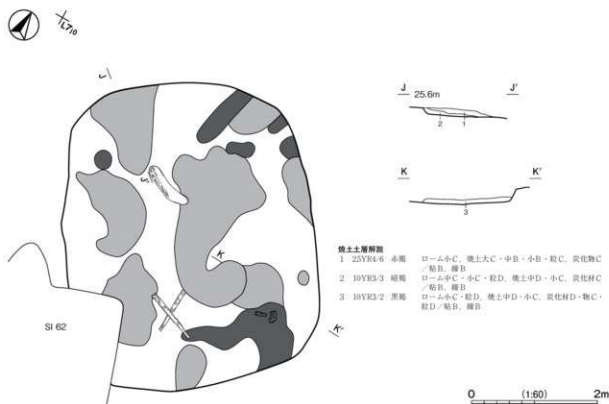 L7J0
J
J'
K
K'
SI 62
J 25.6m J'
2 1
K K'
3
焼土土層解説
1 25YR4/6 赤褐 ローム小C、焼土大C・中B・小B・粒C、炭化物C
／粘B、締B
2 10YR3/3 暗褐 ローム中C・小C・粒D、焼土中D・小C、炭化材C
／粘B、締B
3 10YR3/2 黒褐 ローム小C・粒D、焼土中D・小C、炭化材D・物C・
粒D／粘B、締B
0 (1:60) 2m